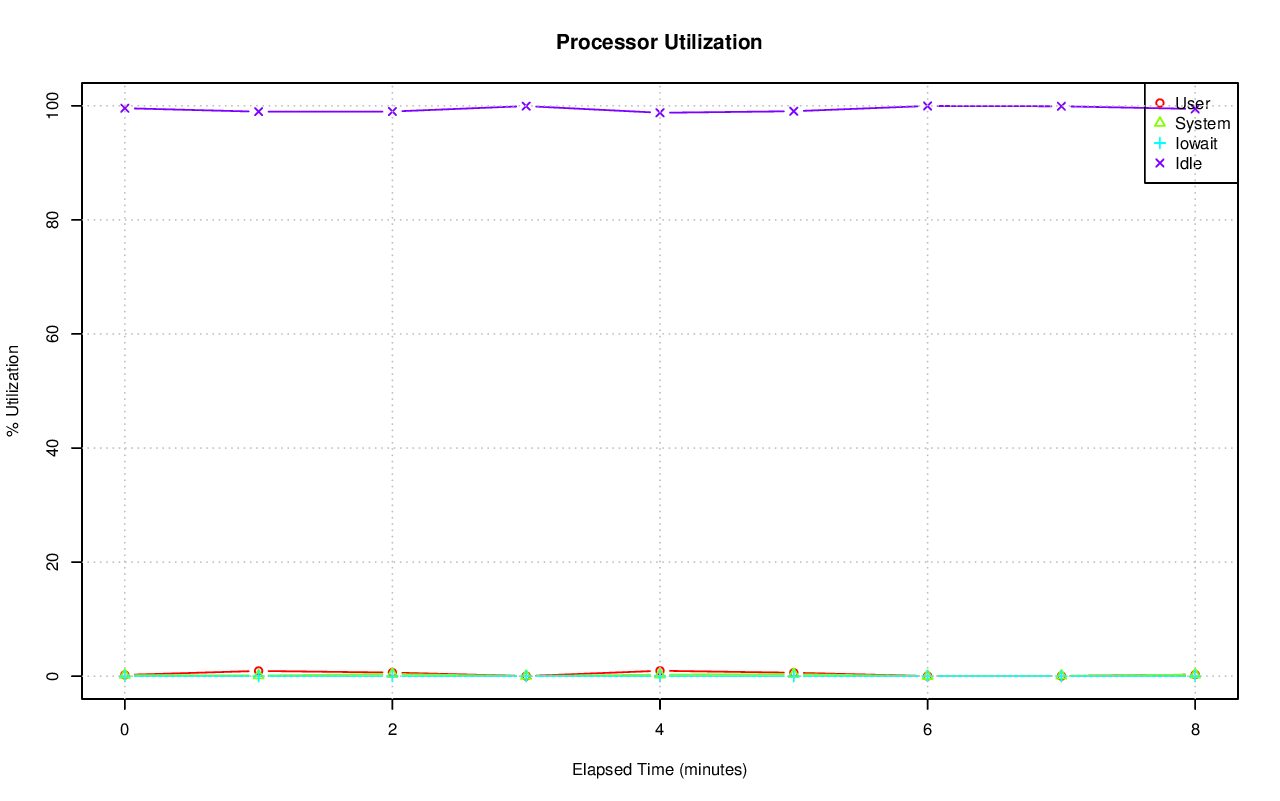 Processor Utilization
User
System
Iowait
Idle
% Utilization
100
80
60
40
20
0
0 2 4 6 8
Elapsed Time (minutes)